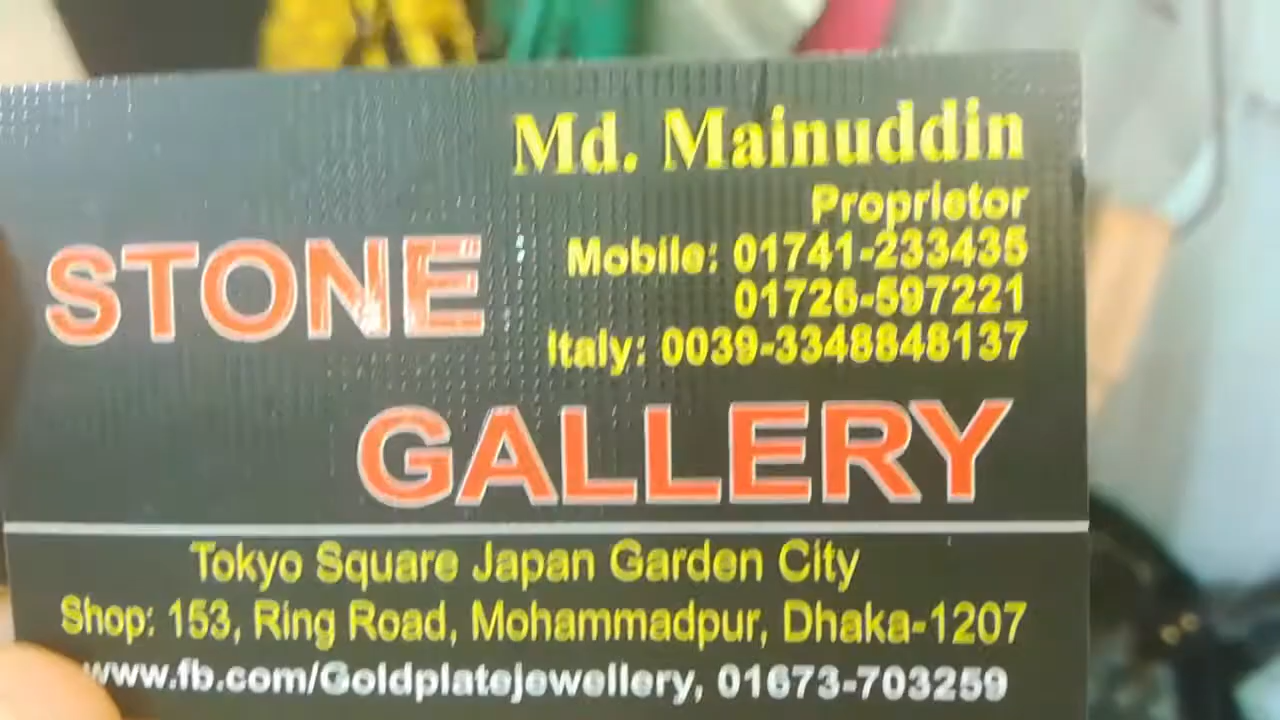 Md. Mainuddin
Proprietor
Mobile: 01741-233435
01726-597221
Italy: 0039-3348848137
STONE
GALLERY
Tokyo Square Japan Garden City
Shop: 153, Ring Road, Mohammadpur, Dhaka-1207
www.fb.com/Goldplatejewellery, 01673-703259